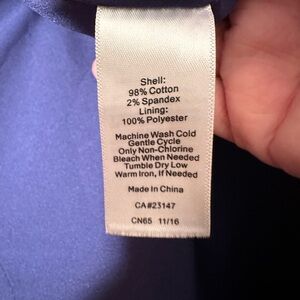 Shell:
98% Cotton
2% Spandex
Lining:
100% Polyester
Machine Wash Cold
Gentle Cycle
Only Non-Chlorine
Bleach When Needed
Tumble Dry Low
Warm Iron, If Needed
Made In China
CA#23147
CN65 11/16